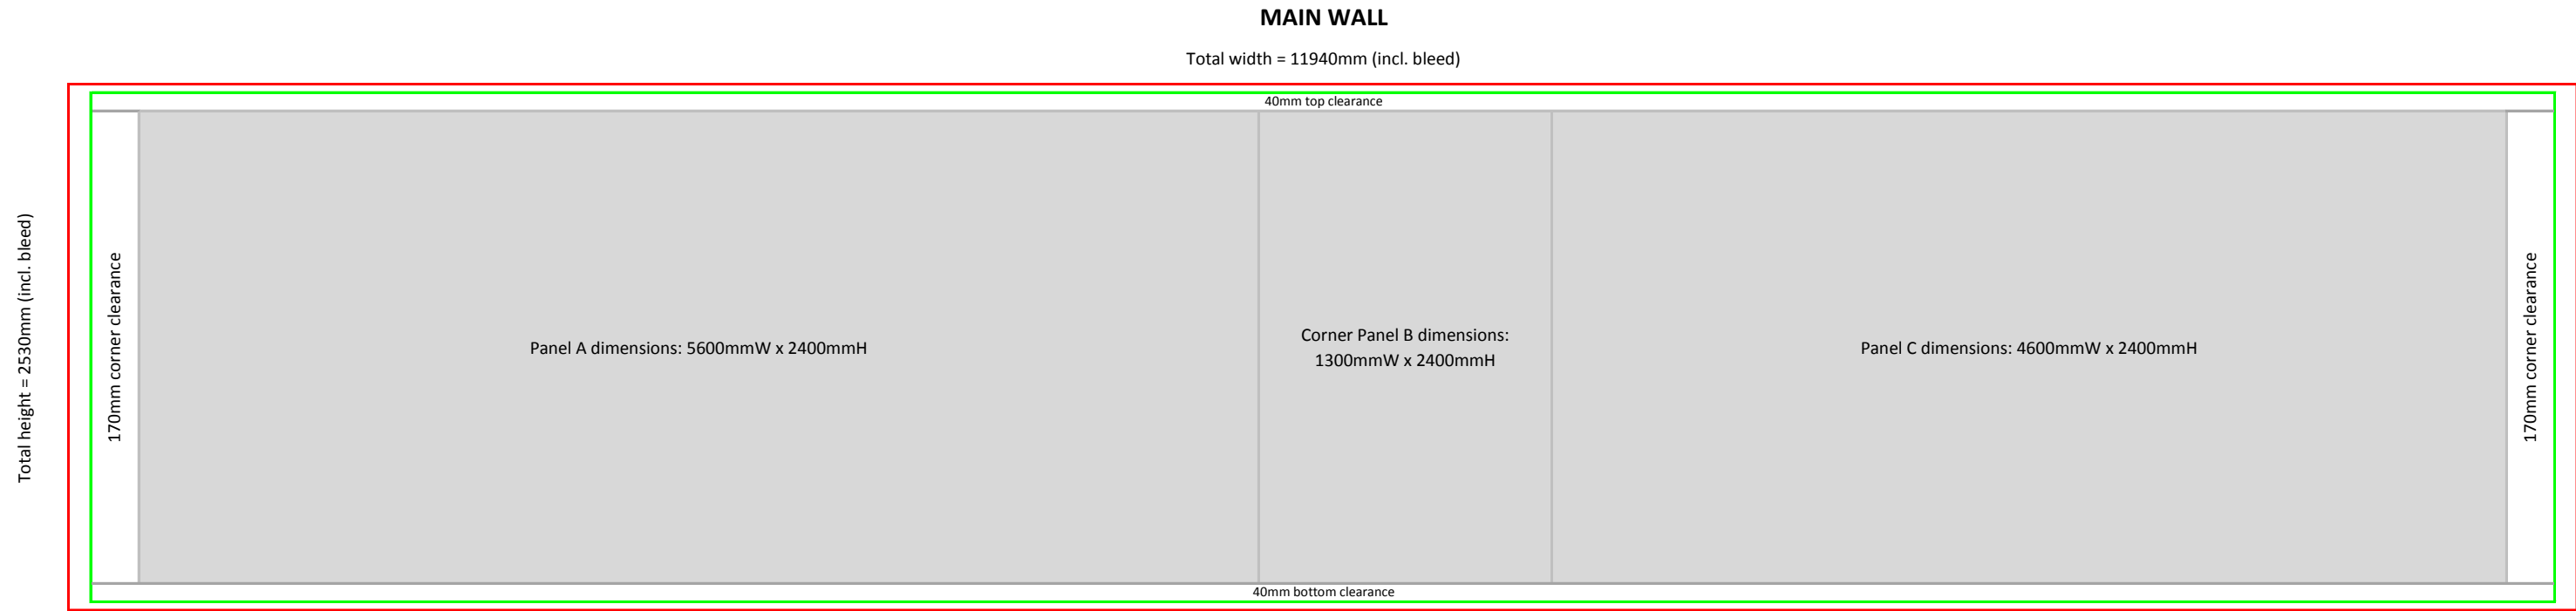 MAIN WALL
Total width = 11940mm (incl. bleed)
40mm top clearance
Total height = 2530mm (incl. bleed)
170mm corner clearance
Panel A dimensions: 5600mmW x 2400mmH
Corner Panel B dimensions:
1300mmW x 2400mmH
Panel C dimensions: 4600mmW x 2400mmH
170mm corner clearance
40mm bottom clearance